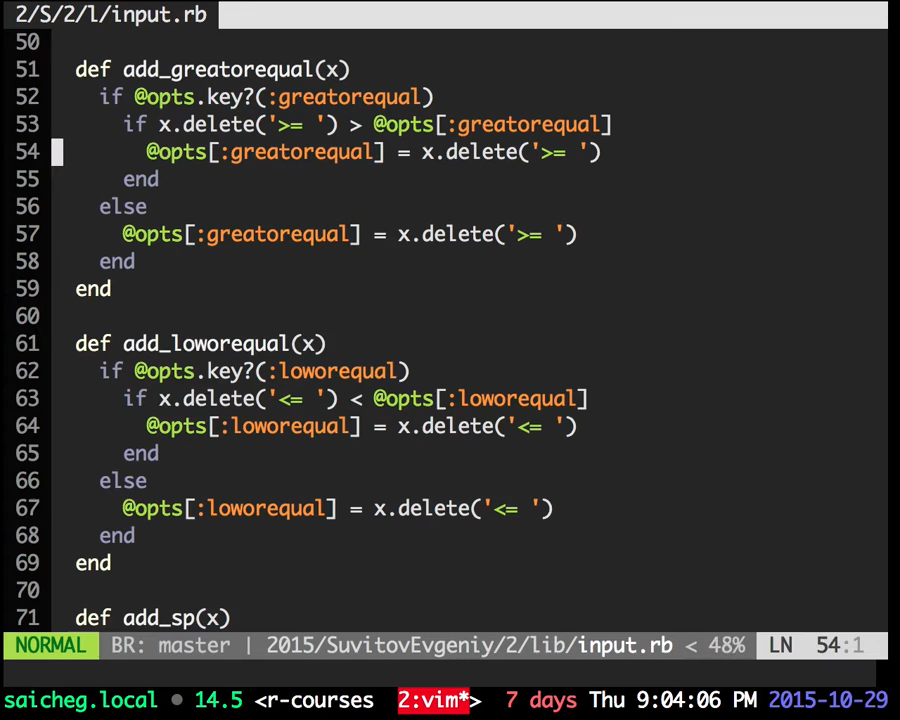 2/S/2/l/input.rb
50
51 def add_greatorequal(x)
52 if @opts.key?(:greatorequal)
53 if x.delete('>= ') > @opts[:greatorequal]
54 @opts[:greatorequal] = x.delete('>= ')
55 end
56 else
57 @opts[:greatorequal] = x.delete('>= ')
58 end
59 end
60
61 def add_loworequal(x)
62 if @opts.key?(:loworequal)
63 if x.delete('<= ') < @opts[:loworequal]
64 @opts[:loworequal] = x.delete('<= ')
65 end
66 else
67 @opts[:loworequal] = x.delete('<= ')
68 end
69 end
70
71 def add_sp(x)
NORMAL BR: master | 2015/SuvitovEvgeniy/2/lib/input.rb < 48% LN 54:1
saicheg.local • 14.5 <r-courses 2:vim*> 7 days Thu 9:04:06 PM 2015-10-29